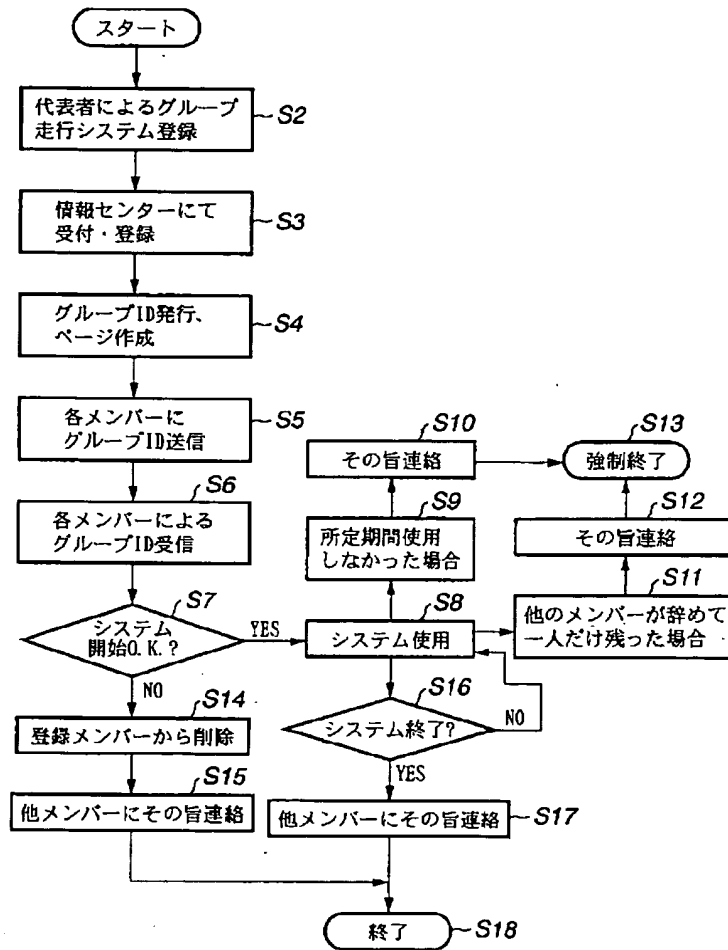 スタート
代表者によるグループ
走行システム登録
S2
情報センターにて
受付・登録
S3
グループID発行、
ページ作成
S4
各メンバーに
グループID送信
S5
S6
各メンバーによる
グループID受信
S7
システム
開始O.K.?
YES
NO
S14
登録メンバーから削除
S15
他メンバーにその旨連絡
S10
その旨連絡
S9
所定期間使用
しなかった場合
S8
システム使用
S16
システム終了?
NO
YES
他メンバーにその旨連絡
S17
S13
強制終了
S12
その旨連絡
S11
他のメンバーが辞めて
一人だけ残った場合
終了
S18